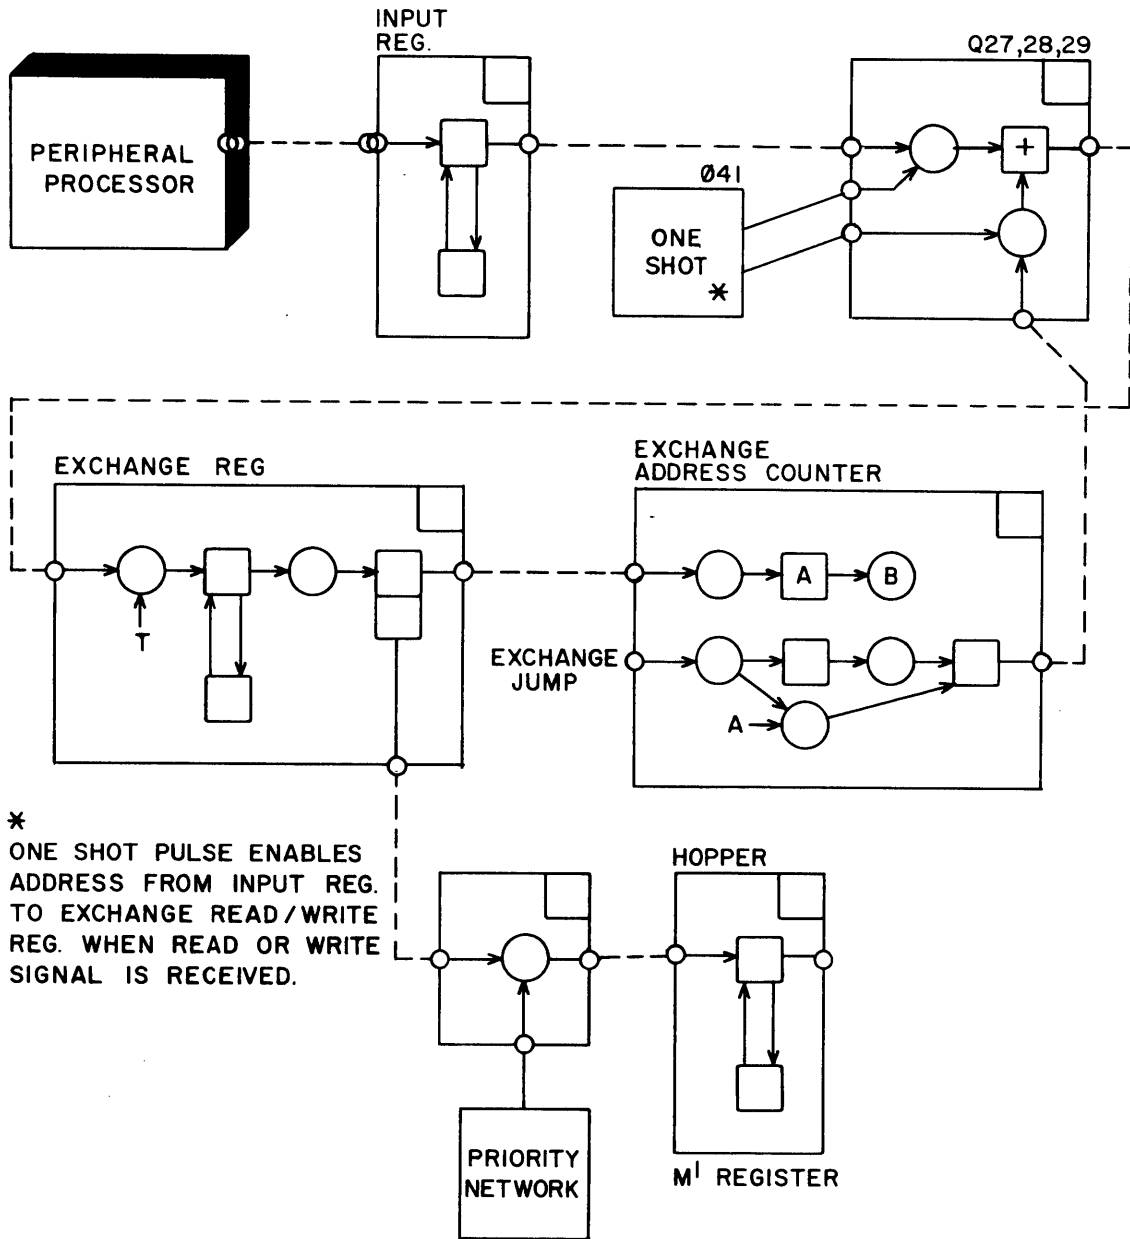 INPUT
REG.
Q27,28,29
PERIPHERAL
PROCESSOR
Ø41
ONE
SHOT
*
+
EXCHANGE REG
EXCHANGE
ADDRESS COUNTER
A
B
T
EXCHANGE
JUMP
A
*
ONE SHOT PULSE ENABLES
ADDRESS FROM INPUT REG.
TO EXCHANGE READ/WRITE
REG. WHEN READ OR WRITE
SIGNAL IS RECEIVED.
HOPPER
PRIORITY
NETWORK
M' REGISTER